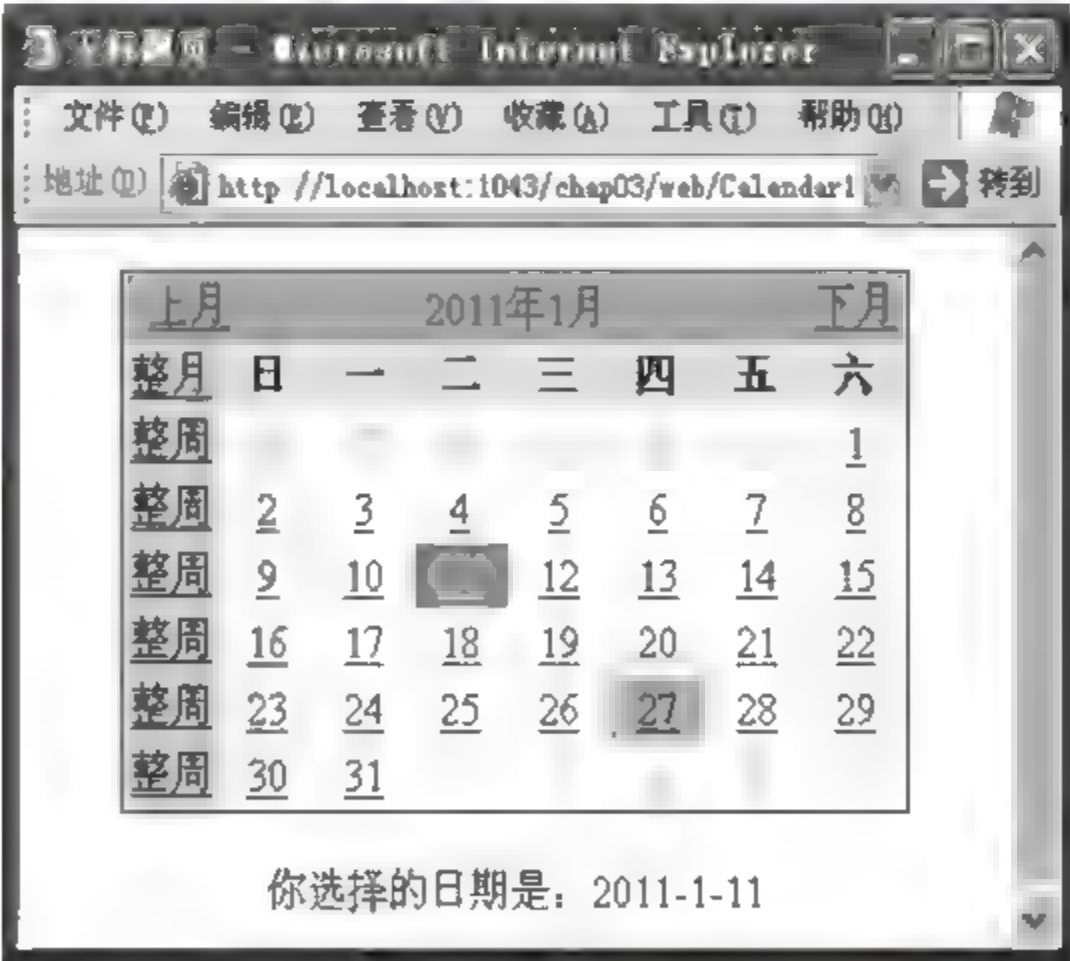 Microsoft Internet Explorer
文件(F) 编辑(E) 查看(V) 收藏(A) 工具(T) 帮助(H)
地址(D) http //localhost:1043/chap03/web/Calendar1 转到
上月 2011年1月 下月
整月 日 一 二 三 四 五 六
整周 1
整周 2 3 4 5 6 7 8
整周 9 10 12 13 14 15
整周 16 17 18 19 20 21 22
整周 23 24 25 26 27 28 29
整周 30 31
你选择的日期是：2011-1-11